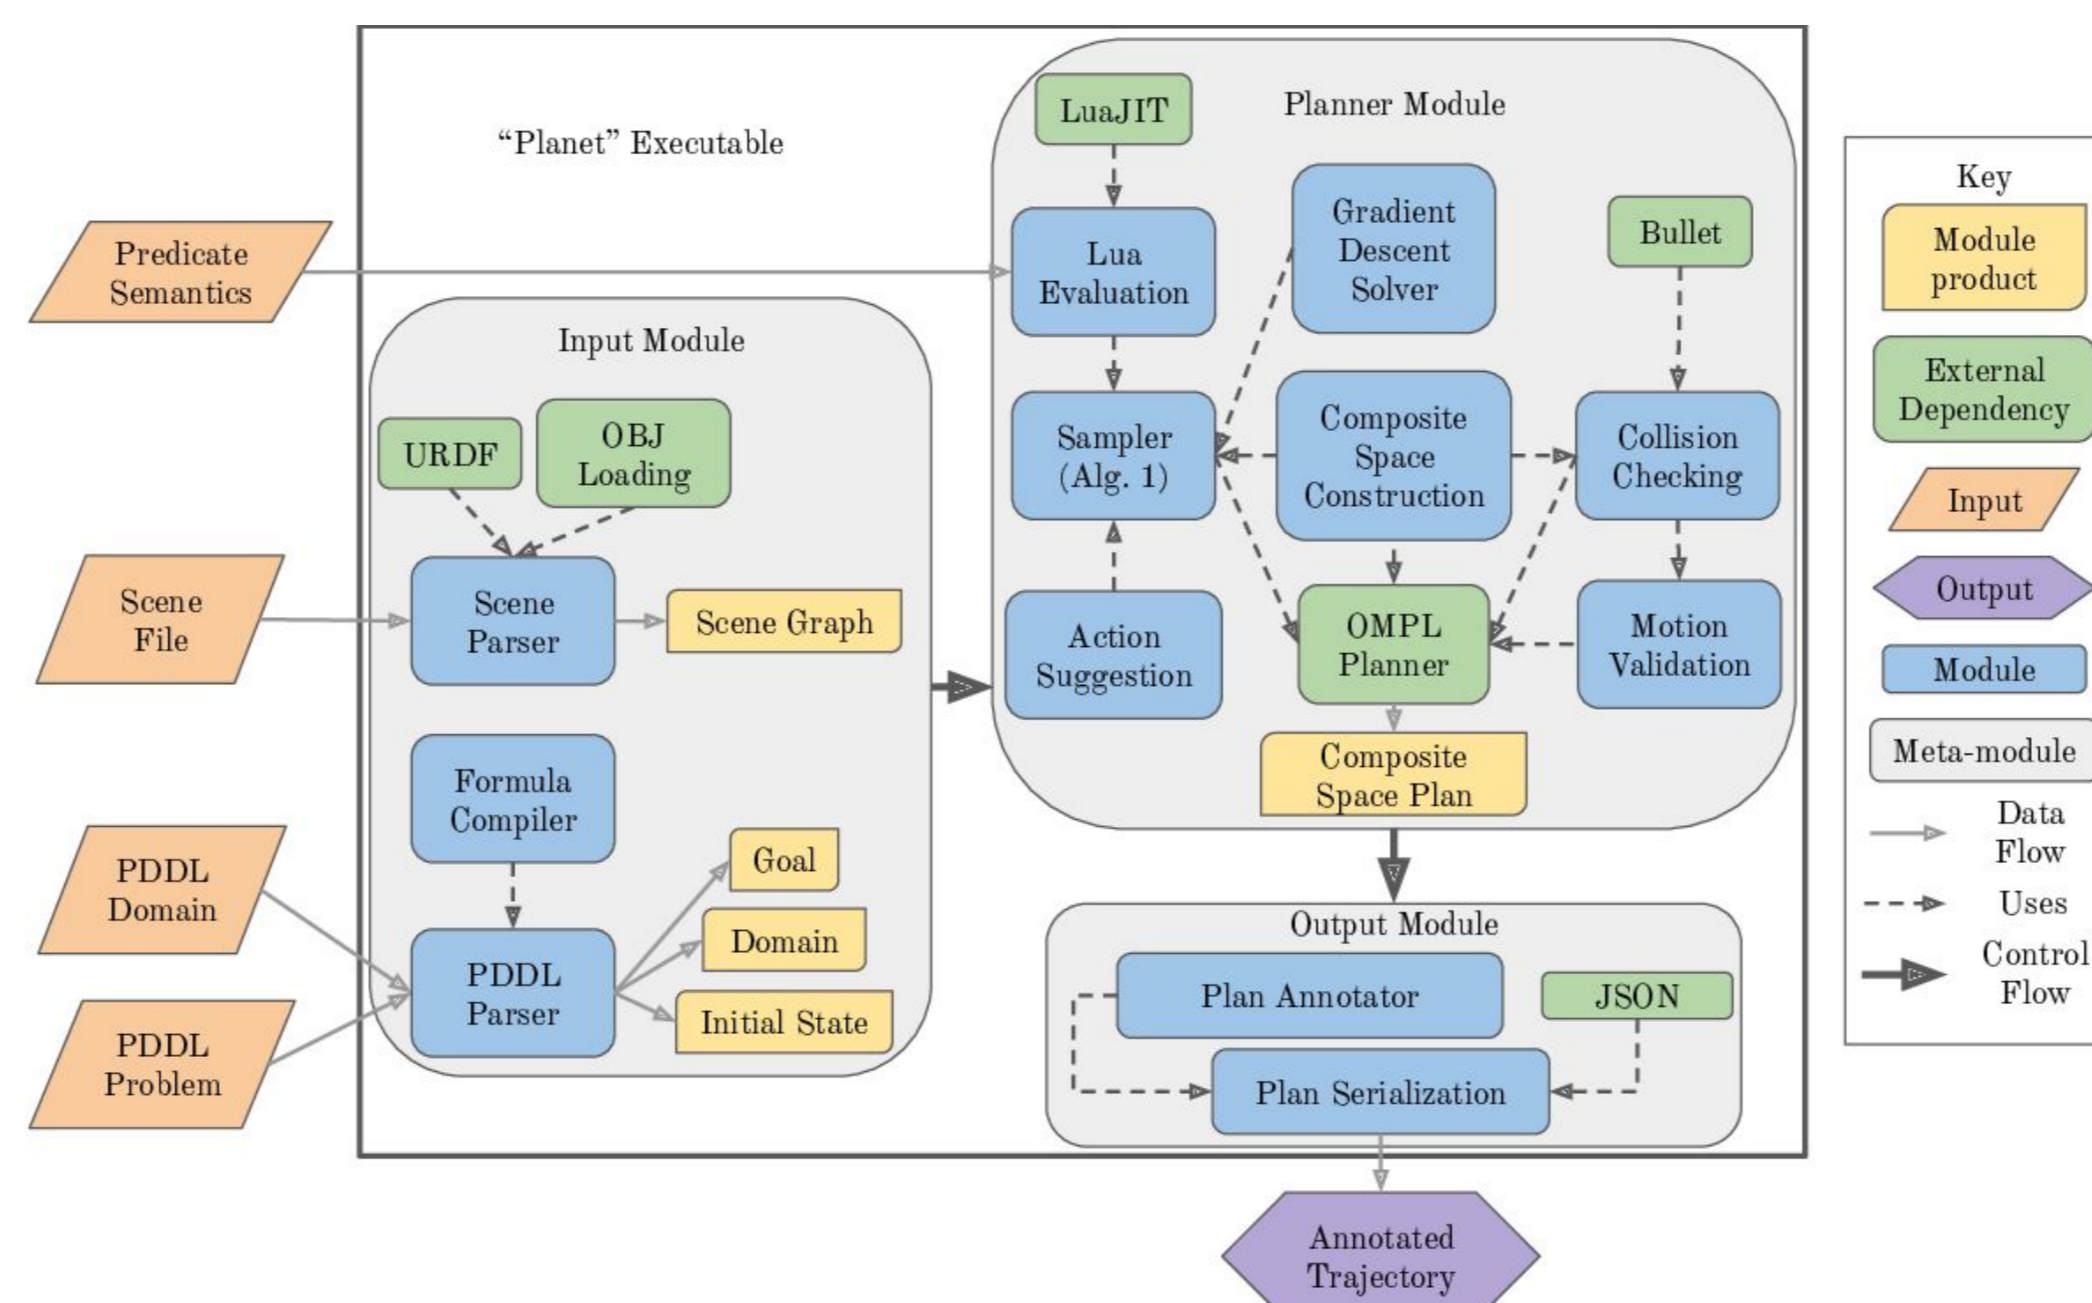 "Planet" Executable
Predicate
Semantics
Scene
File
PDDL
Domain
PDDL
Problem
Input Module
URDF
OBJ
Loading
Scene
Parser
Scene Graph
Formula
Compiler
PDDL
Parser
Goal
Domain
Initial State
Planner Module
LuaJIT
Lua
Evaluation
Gradient
Descent
Solver
Bullet
Sampler
(Alg. 1)
Composite
Space
Construction
Collision
Checking
Action
Suggestion
OMPL
Planner
Motion
Validation
Composite
Space Plan
Output Module
Plan Annotator
JSON
Plan Serialization
Annotated
Trajectory
Key
Module
product
External
Dependency
Input
Output
Module
Meta-module
Data
Flow
Uses
Control
Flow